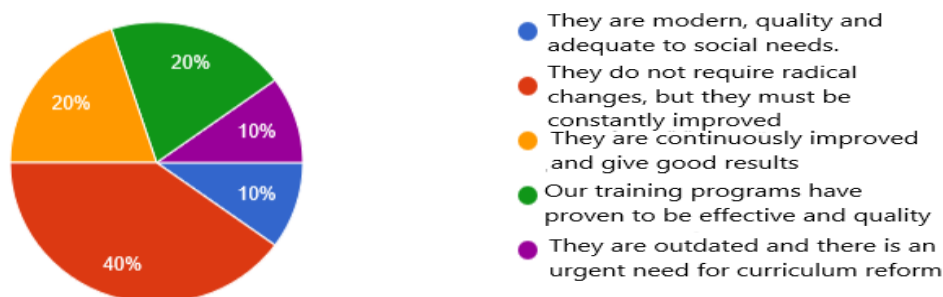 20%
20%
10%
10%
40%
They are modern, quality and
adequate to social needs.
They do not require radical
changes, but they must be
constantly improved
They are continuously improved
and give good results
Our training programs have
proven to be effective and quality
They are outdated and there is an
urgent need for curriculum reform